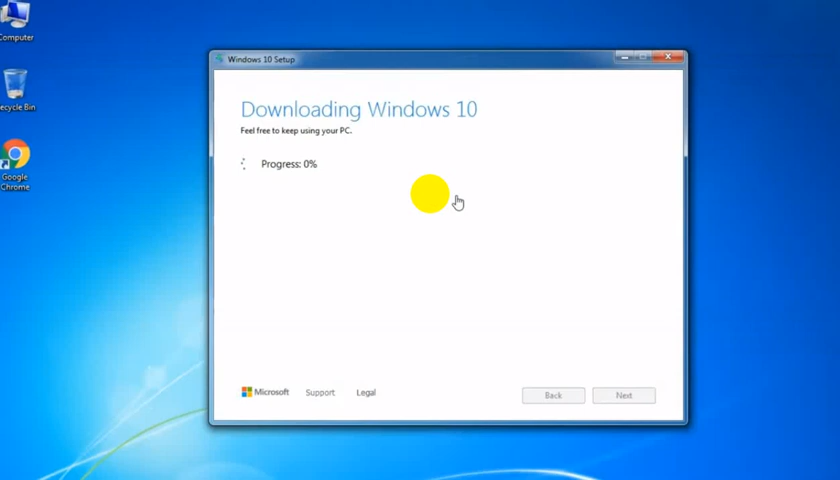 Computer
ecycle Bin
Google
Chrome
Windows 10 Setup
Downloading Windows 10
Feel free to keep using your PC.
Progress: 0%
Microsoft
Support
Legal
Back
Next